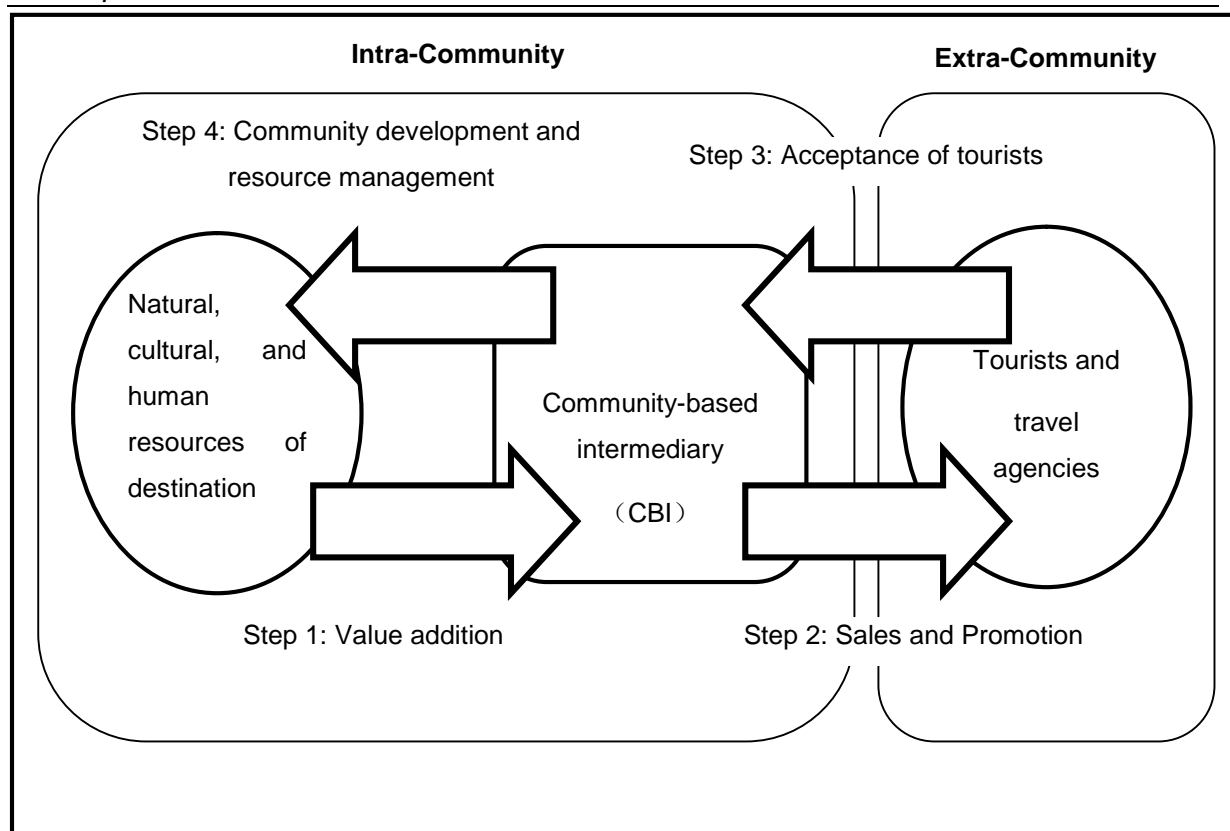 Intra-Community
Extra-Community
Step 4: Community development and
resource management
Step 3: Acceptance of tourists
Natural,
cultural, and
human
resources of
destination
Community-based
intermediary
（CBI）
Tourists and
travel
agencies
Step 1: Value addition
Step 2: Sales and Promotion